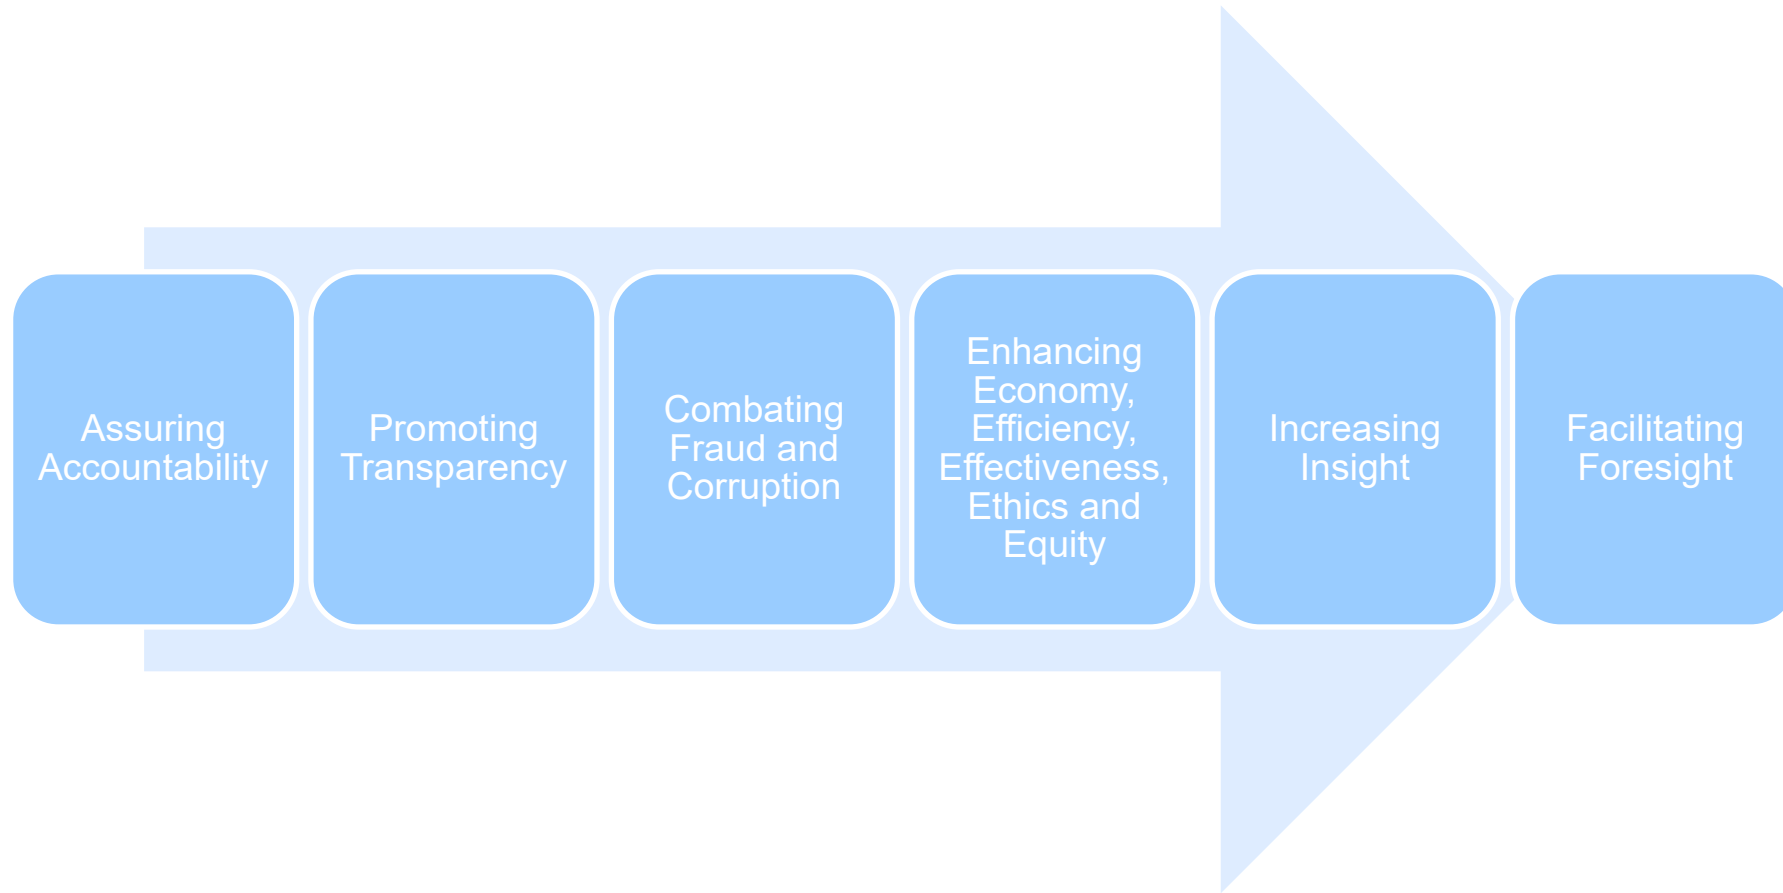 Assuring
Accountability
Promoting
Transparency
Combating
Fraud and
Corruption
Enhancing
Economy,
Efficiency,
Effectiveness,
Ethics and
Equity
Increasing
Insight
Facilitating
Foresight